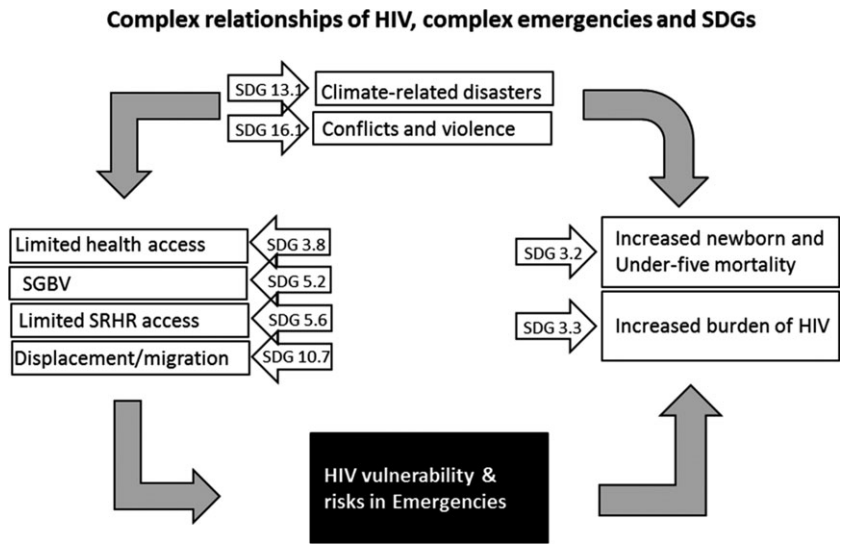 Complex relationships of HIV, complex emergencies and SDGs
SDG 13.1
Climate-related disasters
SDG 16.1
Conflicts and violence
Limited health access
SDG 3.8
SGBV
SDG 5.2
Limited SRHR access
SDG 5.6
Displacement/migration
SDG 10.7
SDG 3.2
Increased newborn and
Under-five mortality
SDG 3.3
Increased burden of HIV
HIV vulnerability &
risks in Emergencies